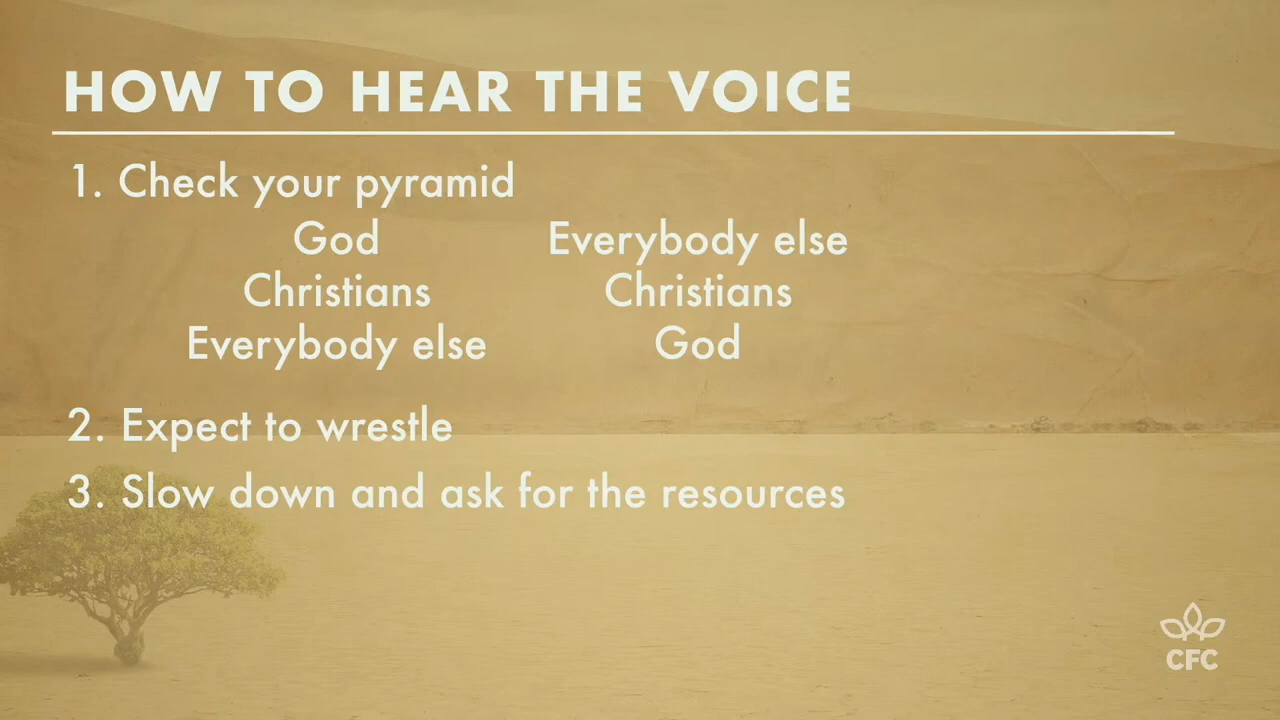 HOW TO HEAR THE VOICE
1. Check your pyramid
God Everybody else
Christians Christians
Everybody else God
2. Expect to wrestle
3. Slow down and ask for the resources
CFC